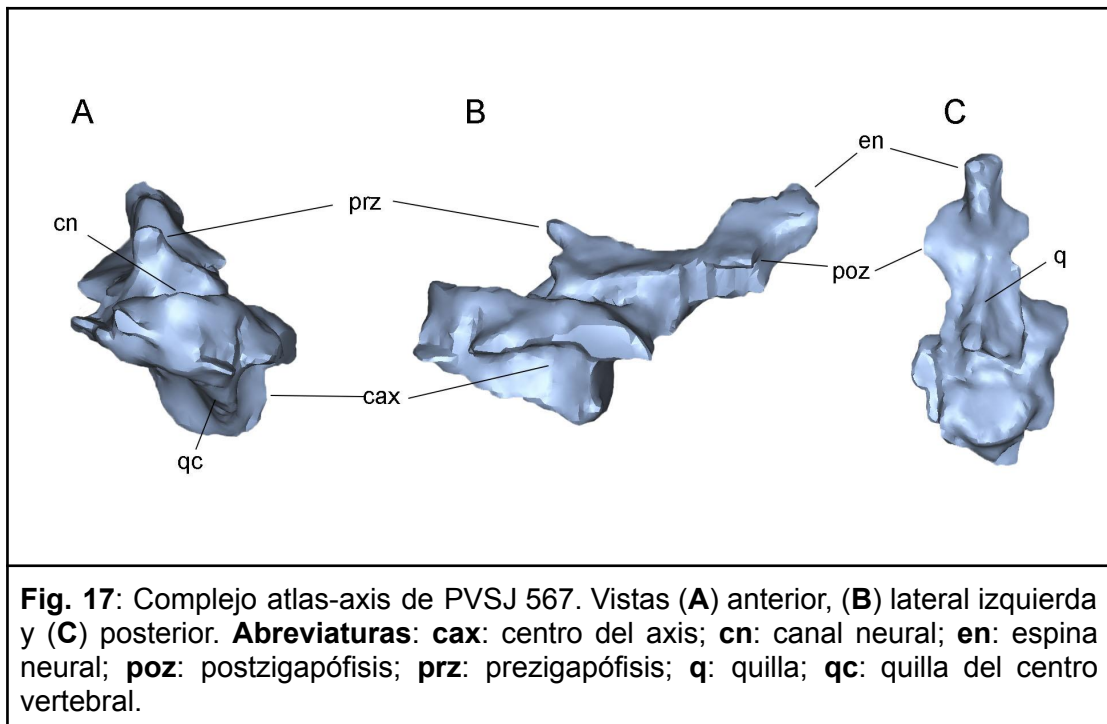 A
B
C
en
prz
cn
poz
q
cax
qc
Fig. 17: Complejo atlas-axis de PVSJ 567. Vistas (A) anterior, (B) lateral izquierda
y (C) posterior. Abreviaturas: cax: centro del axis; cn: canal neural; en: espina
neural; poz: postzigapófisis; prz: prezigapófisis; q: quilla; qc: quilla del centro
vertebral.